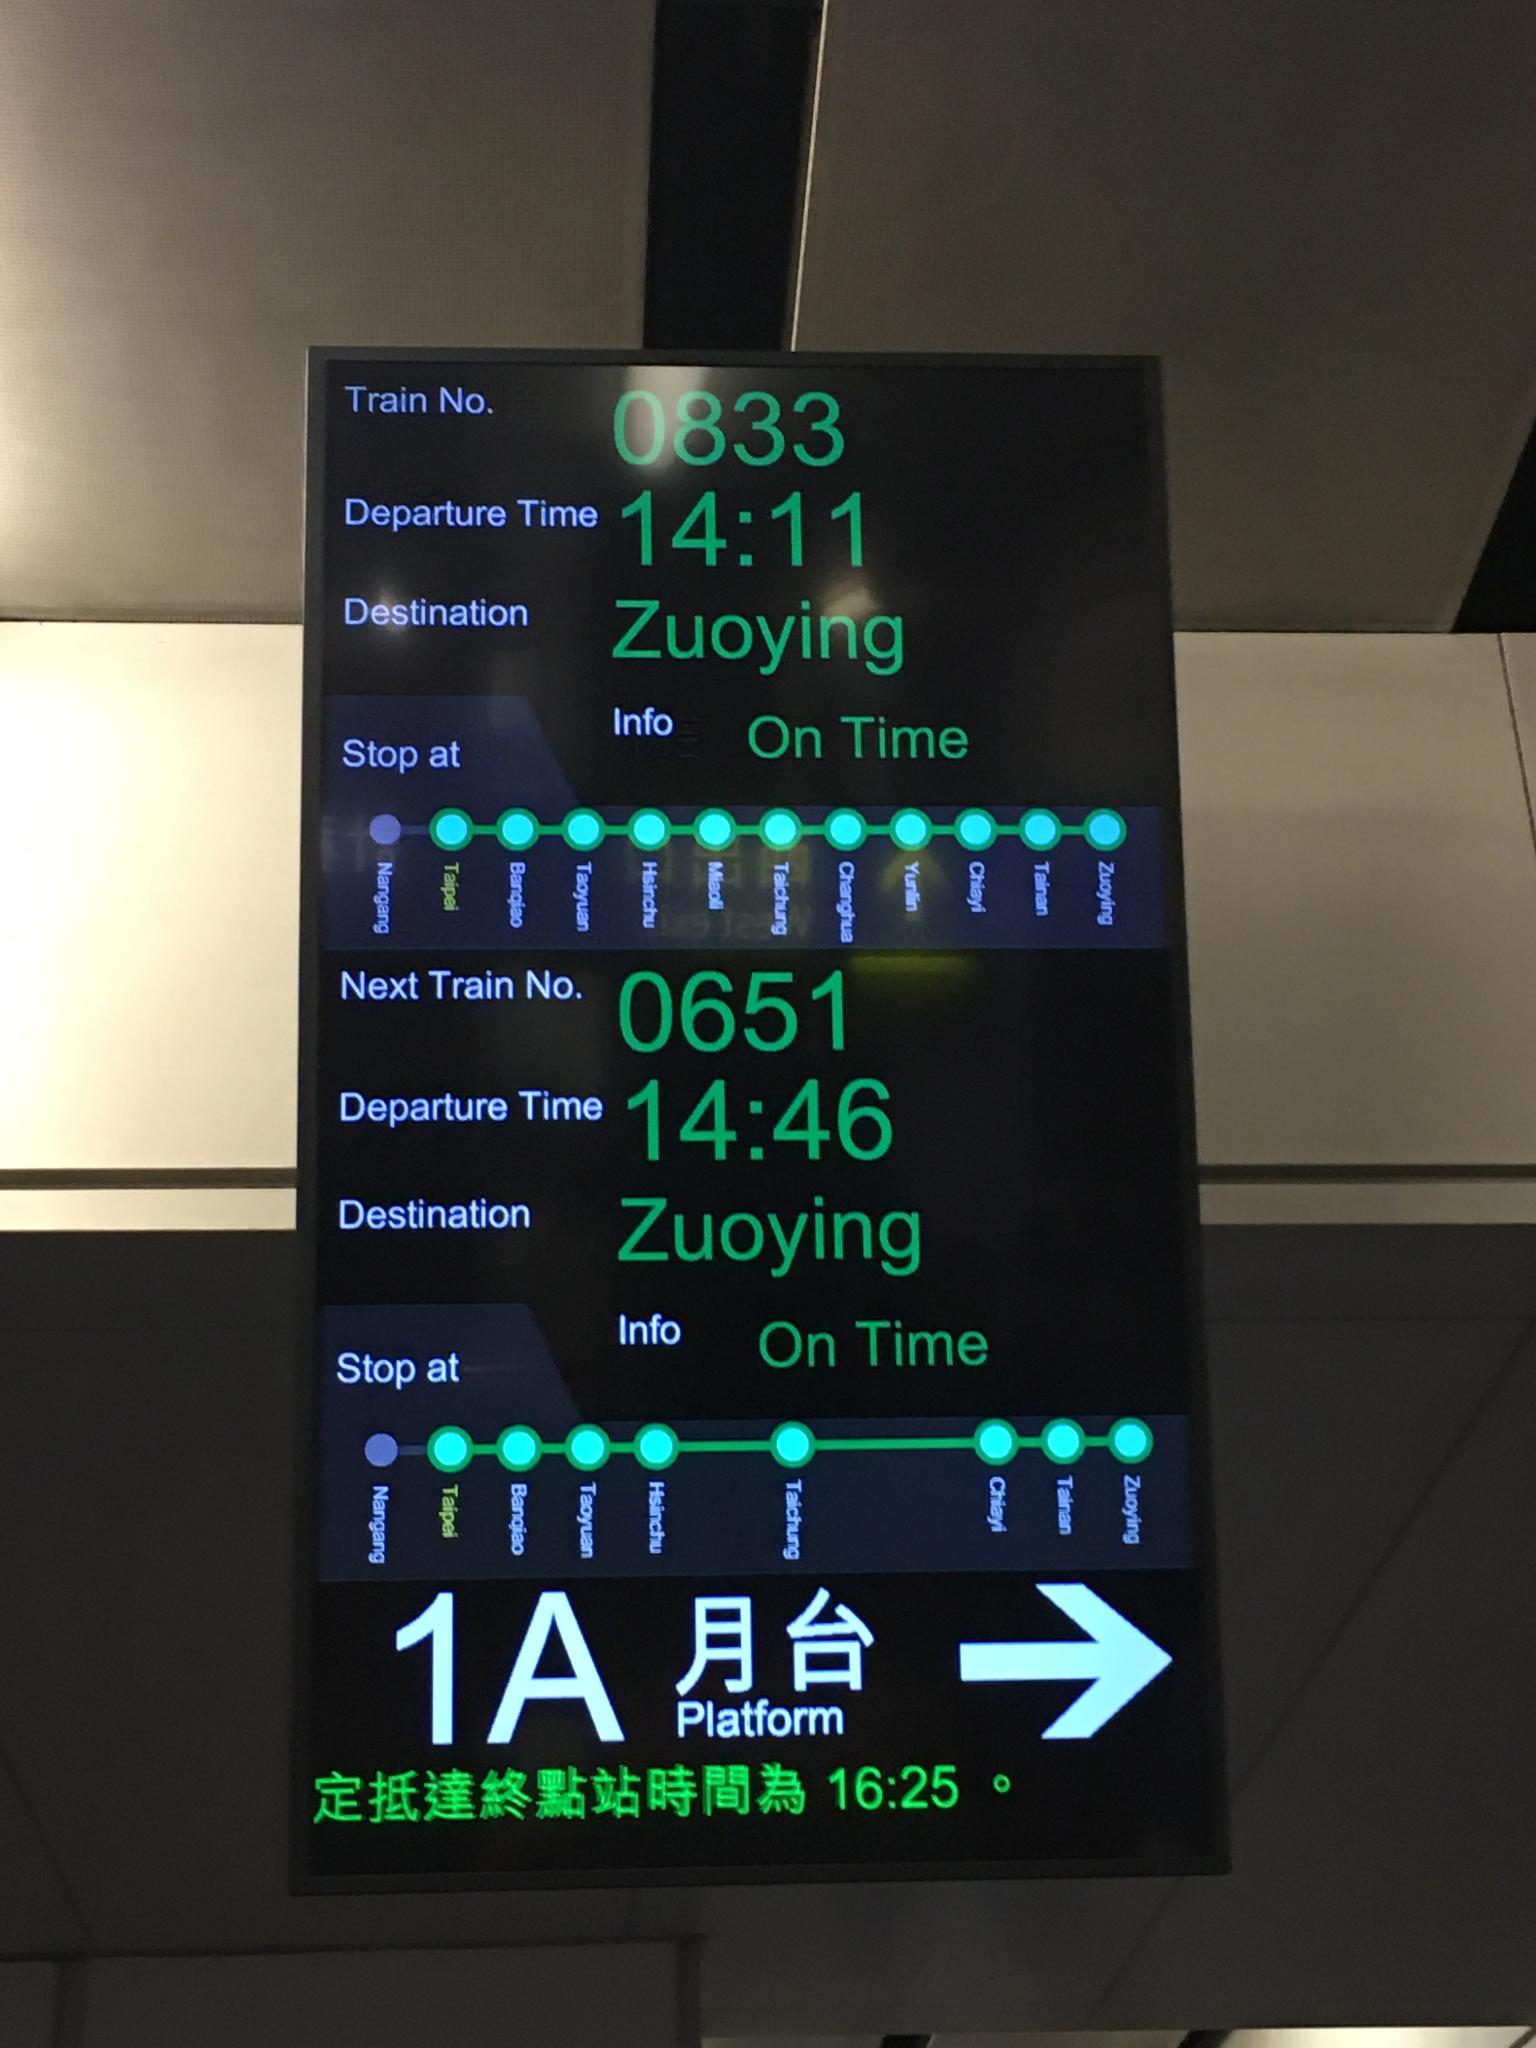 Train No. 0833
Departure Time 14:11
Destination Zuoying
Info On Time
Stop at
Nangang Taipei Banqiao Taoyuan Hsinchu Miaoli Taichung Changhua Yunlin Chiayi Tainan Zuoying
Next Train No. 0651
Departure Time 14:46
Destination Zuoying
Info On Time
Stop at
Nangang Taipei Banqiao Taoyuan Hsinchu Taichung Chiayi Tainan Zuoying
1A 月台
Platform
定抵達終點站時間為 16:25 。